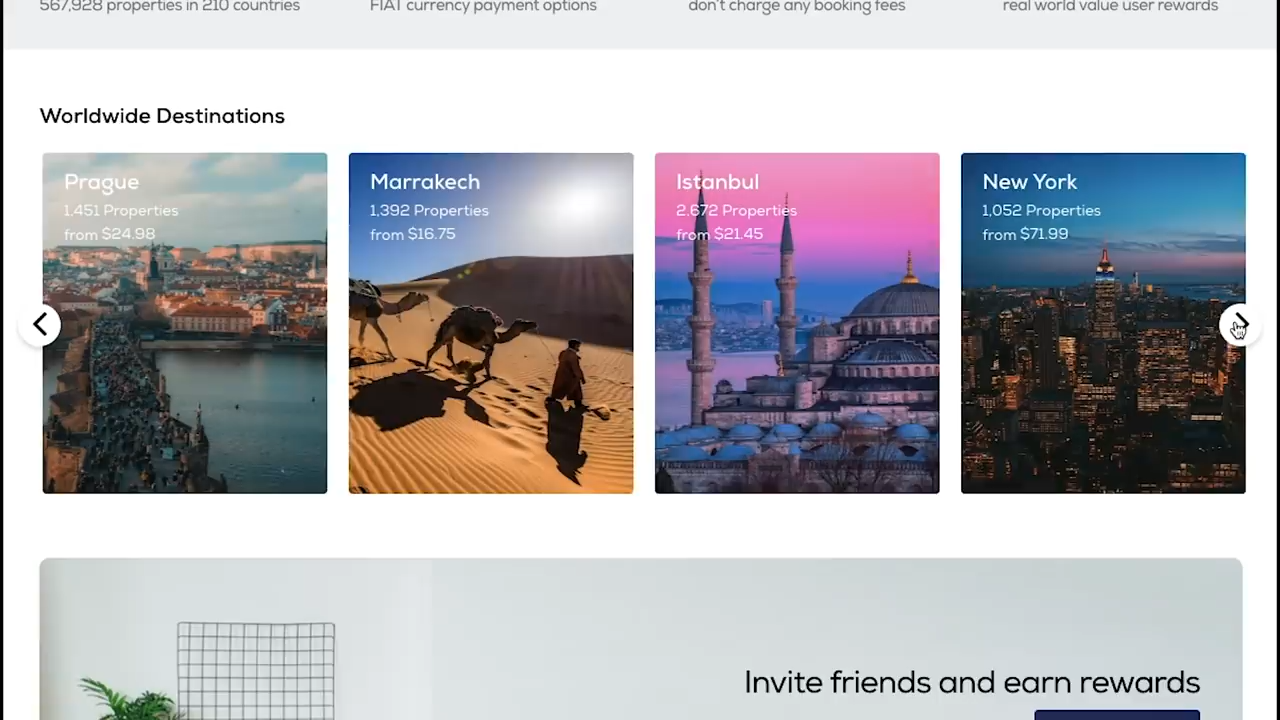 567,928 properties in 210 countries
FIAT currency payment options
don't charge any booking fees
real world value user rewards
Worldwide Destinations
Prague
1,451 Properties
from $24.98
Marrakech
1,392 Properties
from $16.75
Istanbul
2,672 Properties
from $21.45
New York
1,052 Properties
from $71.99
Invite friends and earn rewards